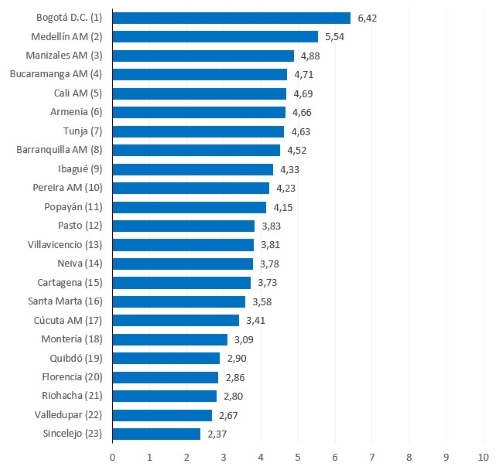 Bogotá D.C. (1) 6,42
Medellín AM (2) 5,54
Manizales AM (3) 4,88
Bucaramanga AM (4) 4,71
Cali AM (5) 4,69
Armenia (6) 4,66
Tunja (7) 4,63
Barranquilla AM (8) 4,52
Ibagué (9) 4,33
Pereira AM (10) 4,23
Popayán (11) 4,15
Pasto (12) 3,83
Villavicencio (13) 3,81
Neiva (14) 3,78
Cartagena (15) 3,73
Santa Marta (16) 3,58
Cúcuta AM (17) 3,41
Montería (18) 3,09
Quibdó (19) 2,90
Florencia (20) 2,86
Riohacha (21) 2,80
Valledupar (22) 2,67
Sincelejo (23) 2,37
0 1 2 3 4 5 6 7 8 9 10